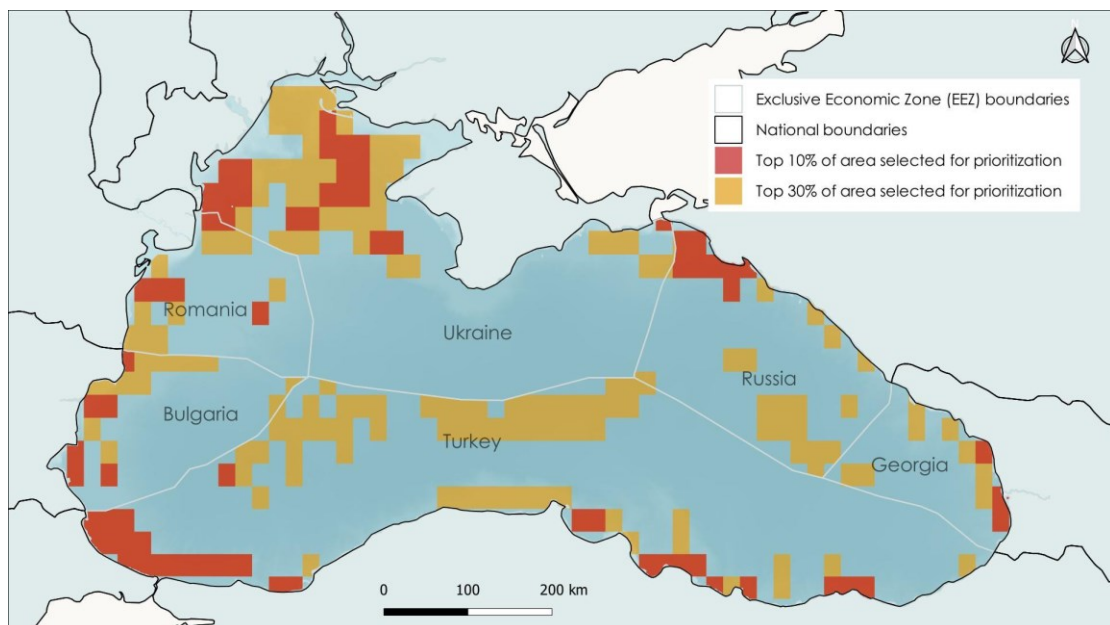 N
Exclusive Economic Zone (EEZ) boundaries
National boundaries
Top 10% of area selected for prioritization
Top 30% of area selected for prioritization
Romania
Ukraine
Russia
Bulgaria
Turkey
Georgia
0 100 200 km